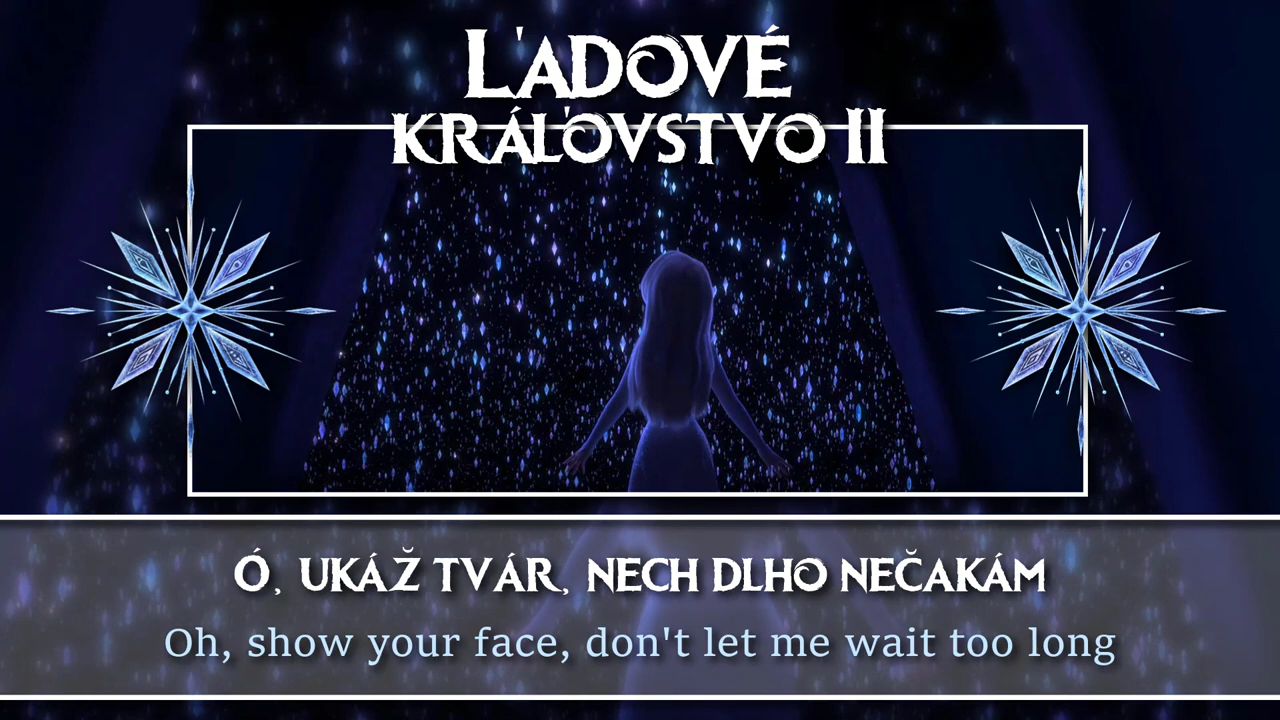 ĽADOVÉ
KRÁĽOVSTVO II
Ó, UKÁŽ TVÁR, NECH DLHO NEČAKÁM
Oh, show your face, don't let me wait too long